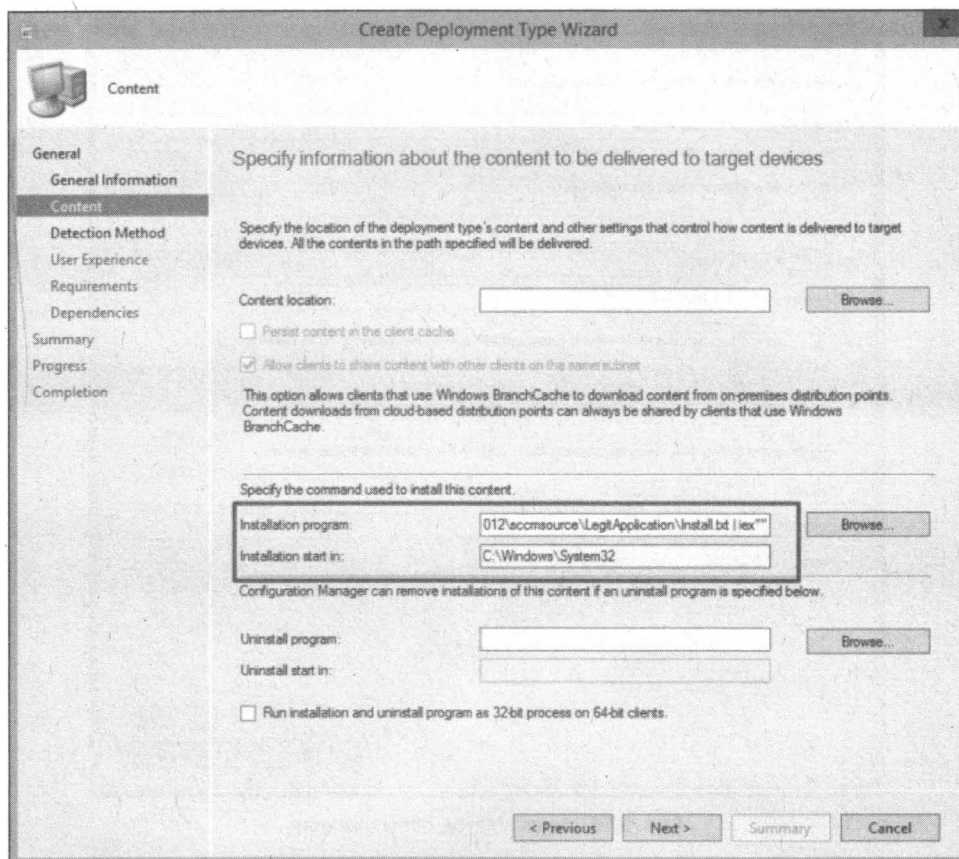 Create Deployment Type Wizard
x
Content
General
General Information
Content
Detection Method
User Experience
Requirements
Dependencies
Summary
Progress
Completion
Specify information about the content to be delivered to target devices
Specify the location of the deployment type's content and other settings that control how content is delivered to target
devices. All the contents in the path specified will be delivered.
Content location:
Browse...
Persist content in the client cache
Allow clients to share content with other clients on the same subnet
This option allows clients that use Windows BranchCache to download content from on-premises distribution points.
Content downloads from cloud-based distribution points can always be shared by clients that use Windows
BranchCache.
Specify the command used to install this content.
Installation program:
012\sccmsource\LegitApplication\Install.txt | iex""
Browse...
Installation start in:
C:\Windows\System32
Configuration Manager can remove installations of this content if an uninstall program is specified below.
Uninstall program:
Browse...
Uninstall start in:
Run installation and uninstall program as 32-bit process on 64-bit clients.
< Previous
Next >
Summary
Cancel